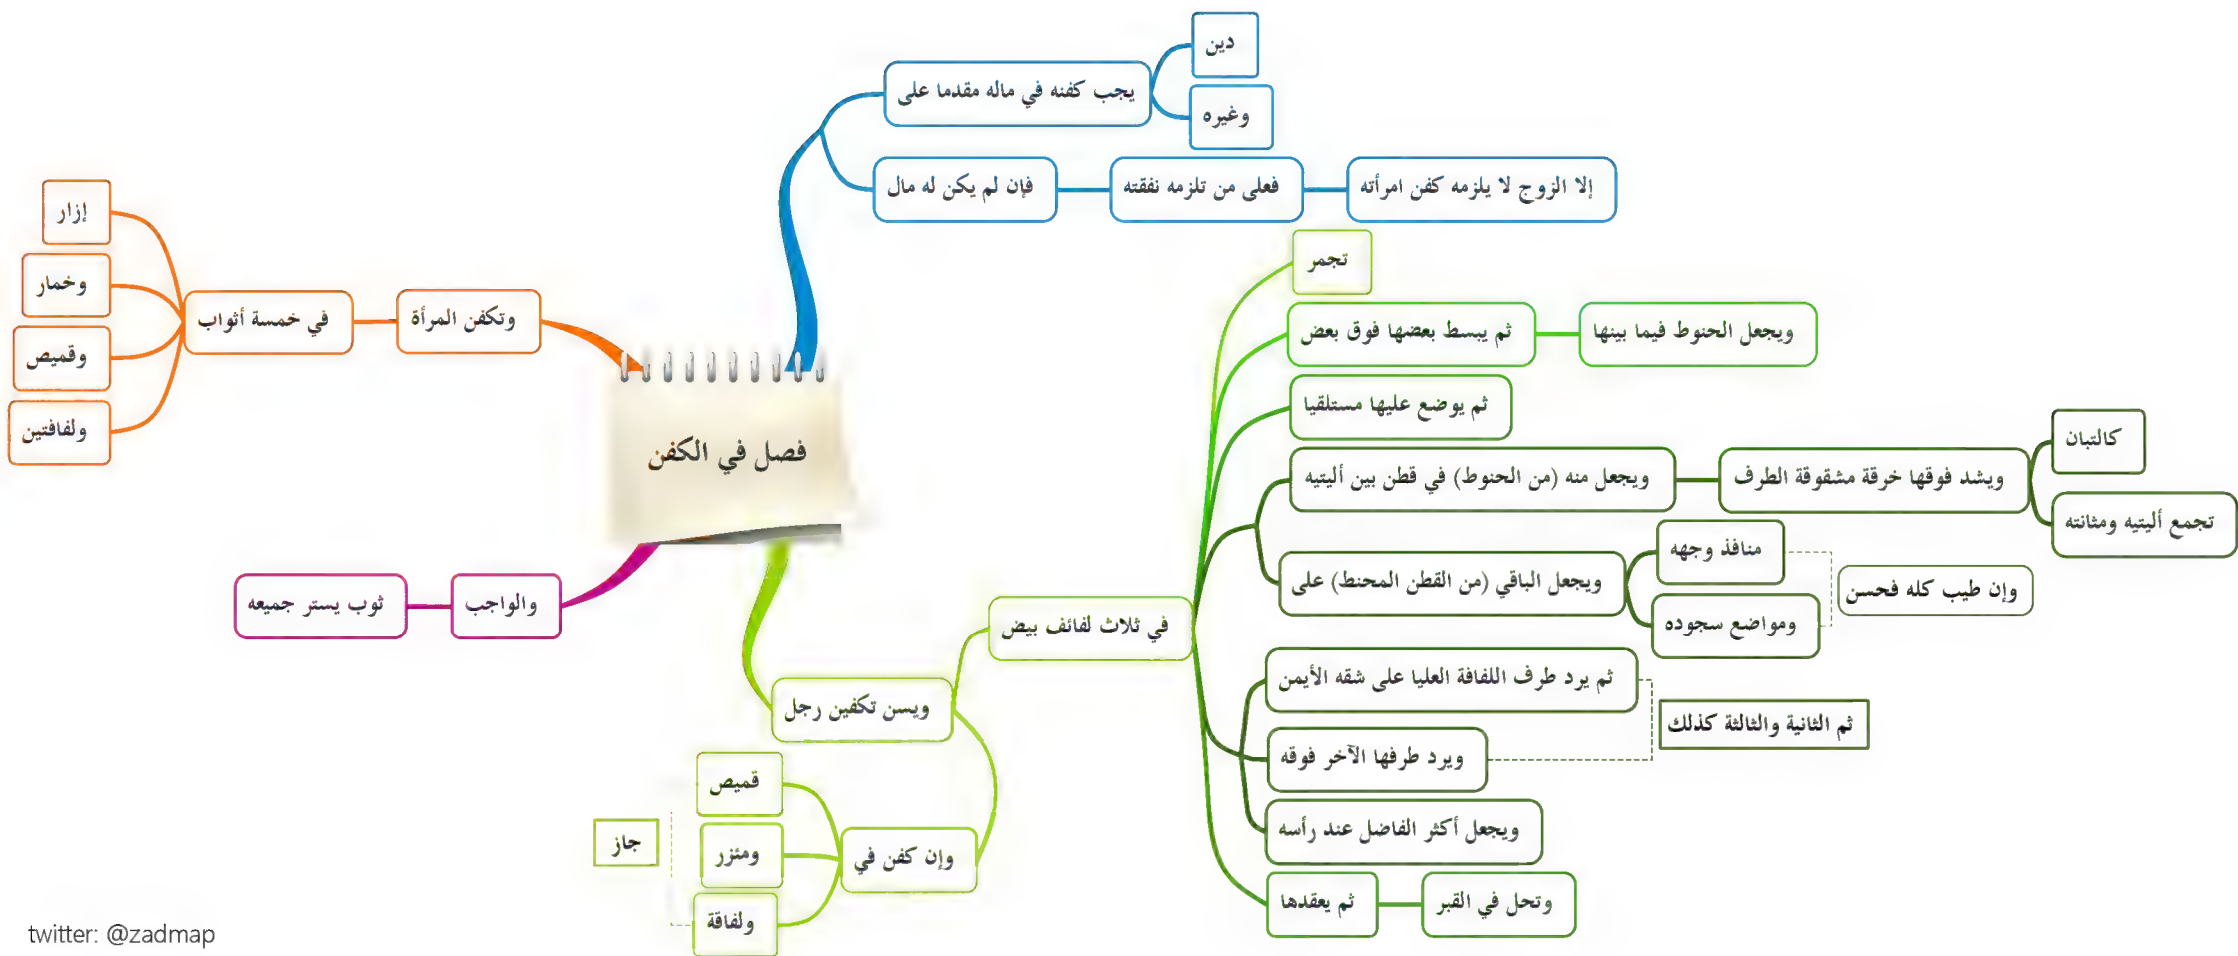 فصل في الكفن
يجب كفنه في ماله مقدما على
دين
وغيره
فإن لم يكن له مال
فعلى من تلزمه نفقته
إلا الزوج لا يلزمه كفن امرأته
ويسن تكفين رجل
في ثلاث لفائف بيض
تجمر
ثم يبسط بعضها فوق بعض
ويجعل الحنوط فيما بينها
ثم يوضع عليها مستلقيا
ويجعل منه (من الحنوط) في قطن بين أليتيه
ويشد فوقها خرقة مشقوقة الطرف
كالتبان
تجمع أليتيه ومثانته
ويجعل الباقي (من القطن المحنط) على
منافذ وجهه
ومواضع سجوده
وإن طيب كله فحسن
ثم يرد طرف اللفافة العليا على شقه الأيمن
ويرد طرفها الآخر فوقه
ثم الثانية والثالثة كذلك
ويجعل أكثر الفاضل عند رأسه
ثم يعقدها
وتحل في القبر
وإن كفن في
قميص
ومئزر
ولفافة
جاز
وتكفن المرأة
في خمسة أثواب
إزار
وخمار
وقميص
ولفافتين
والواجب
ثوب يستر جميعه
twitter: @zadmap